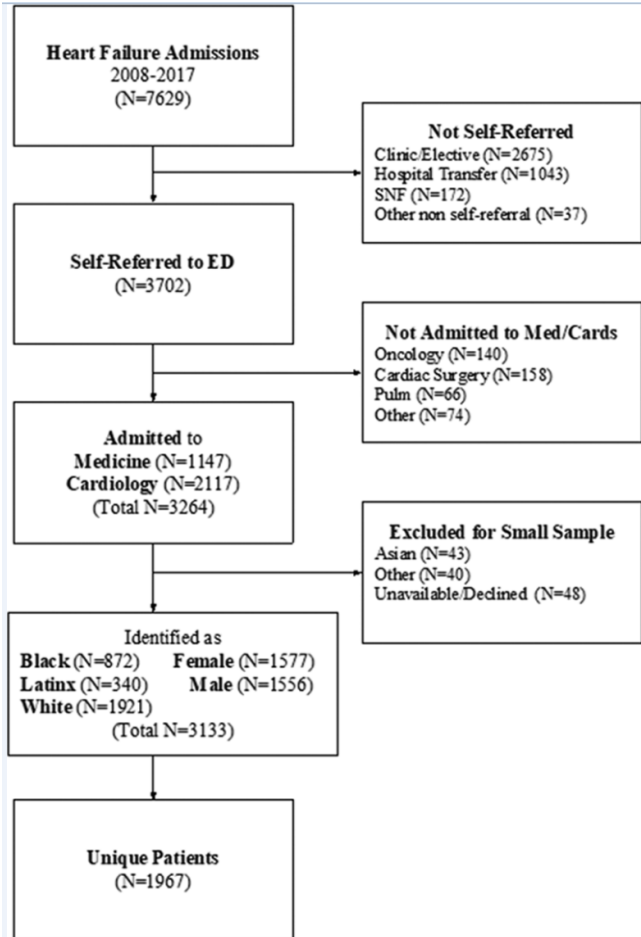 Heart Failure Admissions
2008-2017
(N=7629)
Not Self-Referred
Clinic/Elective (N=2675)
Hospital Transfer (N=1043)
SNF (N=172)
Other non self-referral (N=37)
Self-Referred to ED
(N=3702)
Not Admitted to Med/Cards
Oncology (N=140)
Cardiac Surgery (N=158)
Pulm (N=66)
Other (N=74)
Admitted to
Medicine (N=1147)
Cardiology (N=2117)
(Total N=3264)
Excluded for Small Sample
Asian (N=43)
Other (N=40)
Unavailable/Declined (N=48)
Identified as
Black (N=872) Female (N=1577)
Latinx (N=340) Male (N=1556)
White (N=1921)
(Total N=3133)
Unique Patients
(N=1967)